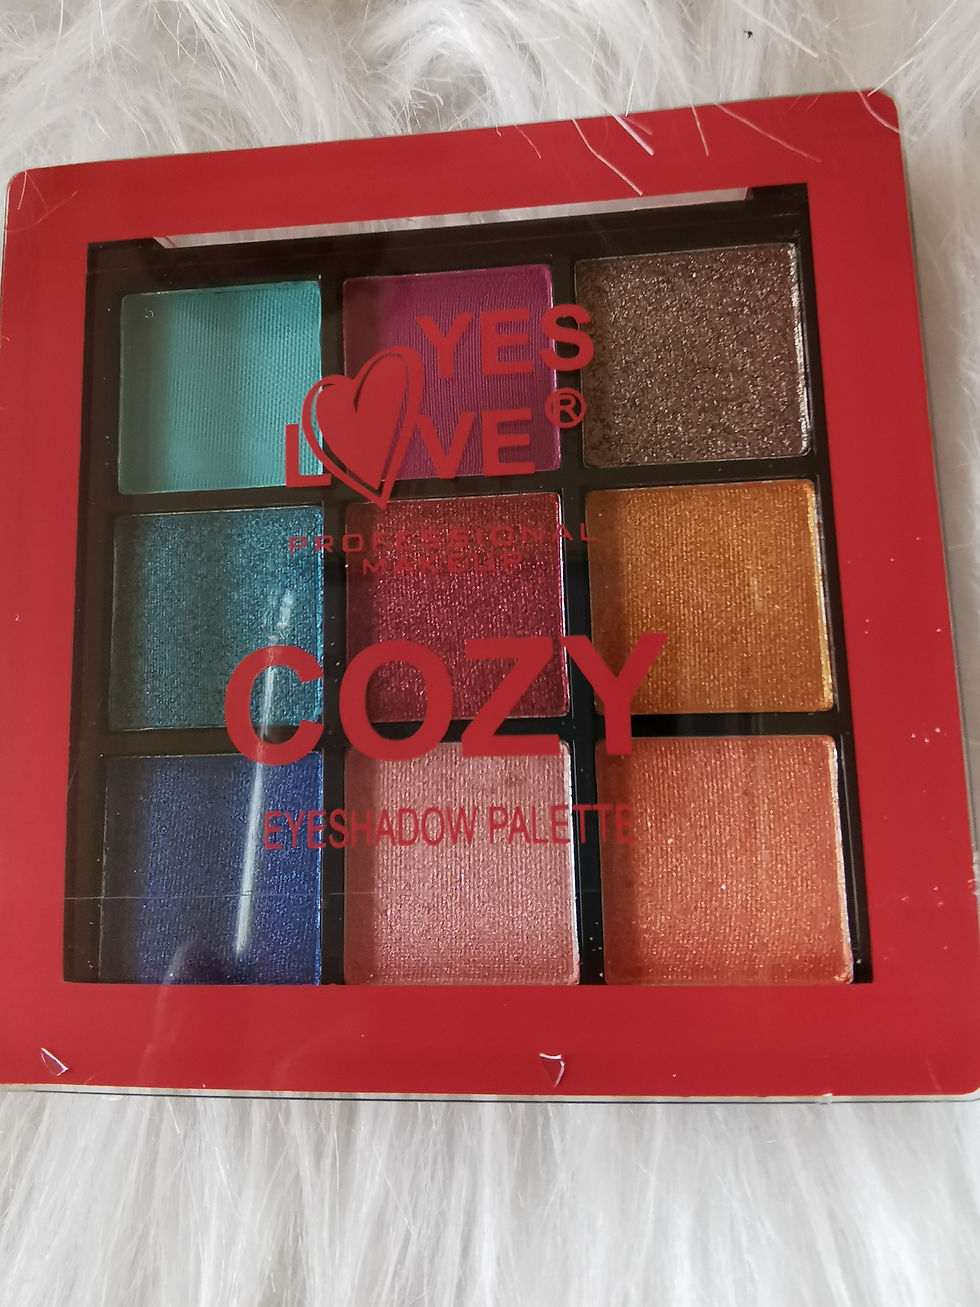 YES
LOVE®
PROFESSIONAL
MAKEUP
COZY
EYESHADOW PALETTE